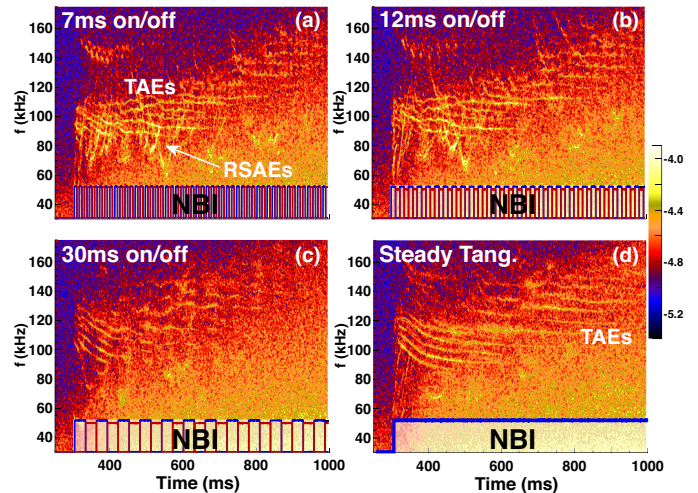 7ms on/off (a)
160
140
120
100
80
60
40
f (kHz)
TAEs
RSAEs
NBI
12ms on/off (b)
160
140
120
100
80
60
40
f (kHz)
NBI
-4.0
-4.4
-4.8
-5.2
30ms on/off (c)
160
140
120
100
80
60
40
f (kHz)
NBI
400 600 800 1000
Time (ms)
Steady Tang. (d)
160
140
120
100
80
60
40
f (kHz)
TAEs
NBI
400 600 800 1000
Time (ms)